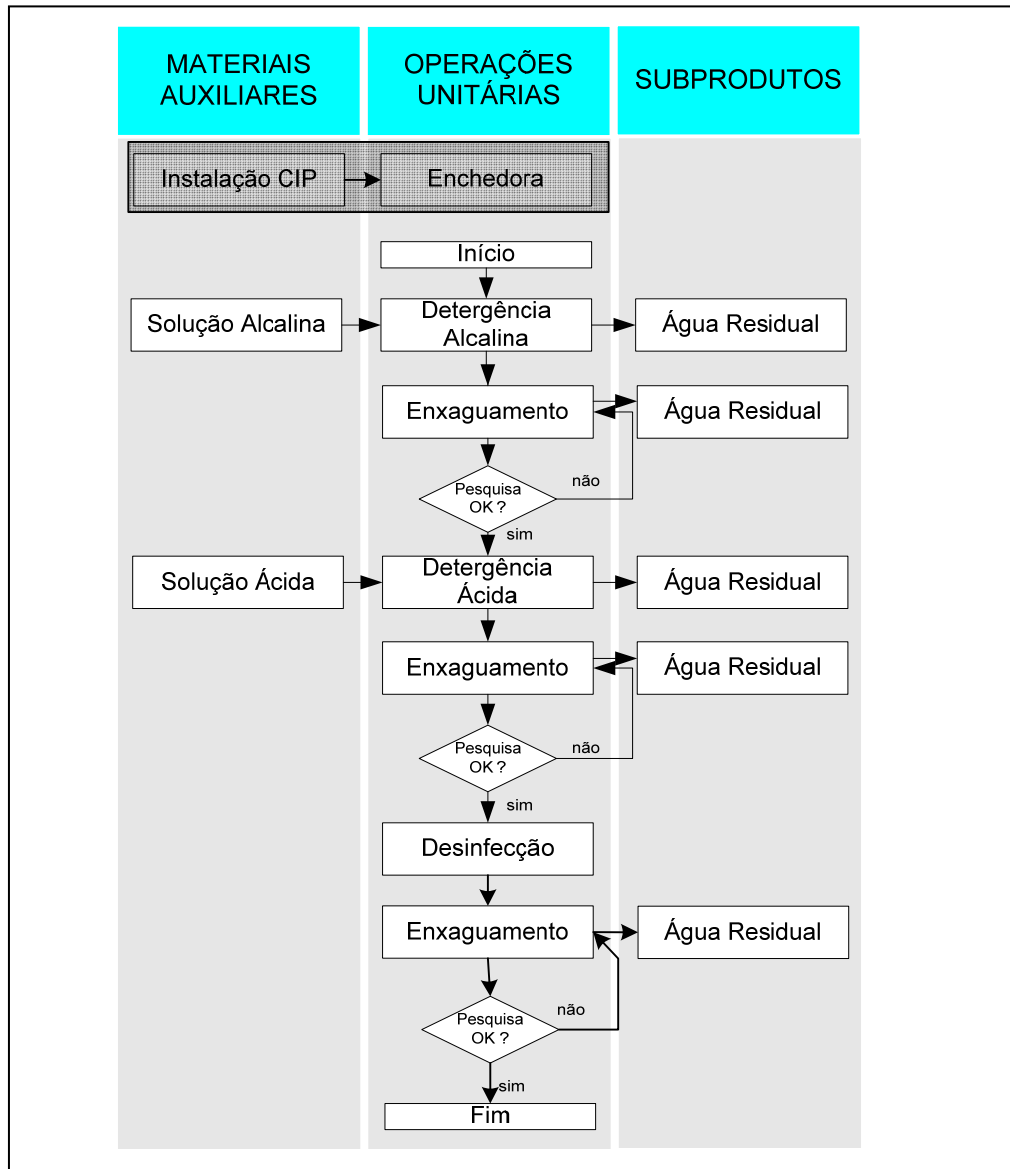 MATERIAIS
AUXILIARES
OPERAÇÕES
UNITÁRIAS
SUBPRODUTOS
Instalação CIP
Enchedora
Início
Solução Alcalina
Detergência
Alcalina
Água Residual
Enxaguamento
Água Residual
Pesquisa
OK ?
não
sim
Solução Ácida
Detergência
Ácida
Água Residual
Enxaguamento
Água Residual
Pesquisa
OK ?
não
sim
Desinfecção
Enxaguamento
Água Residual
Pesquisa
OK ?
não
sim
Fim